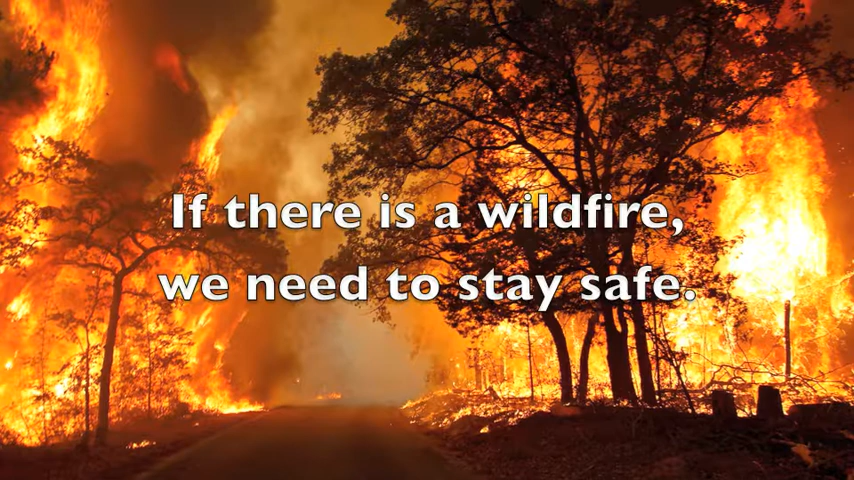 If there is a wildfire,
we need to stay safe.